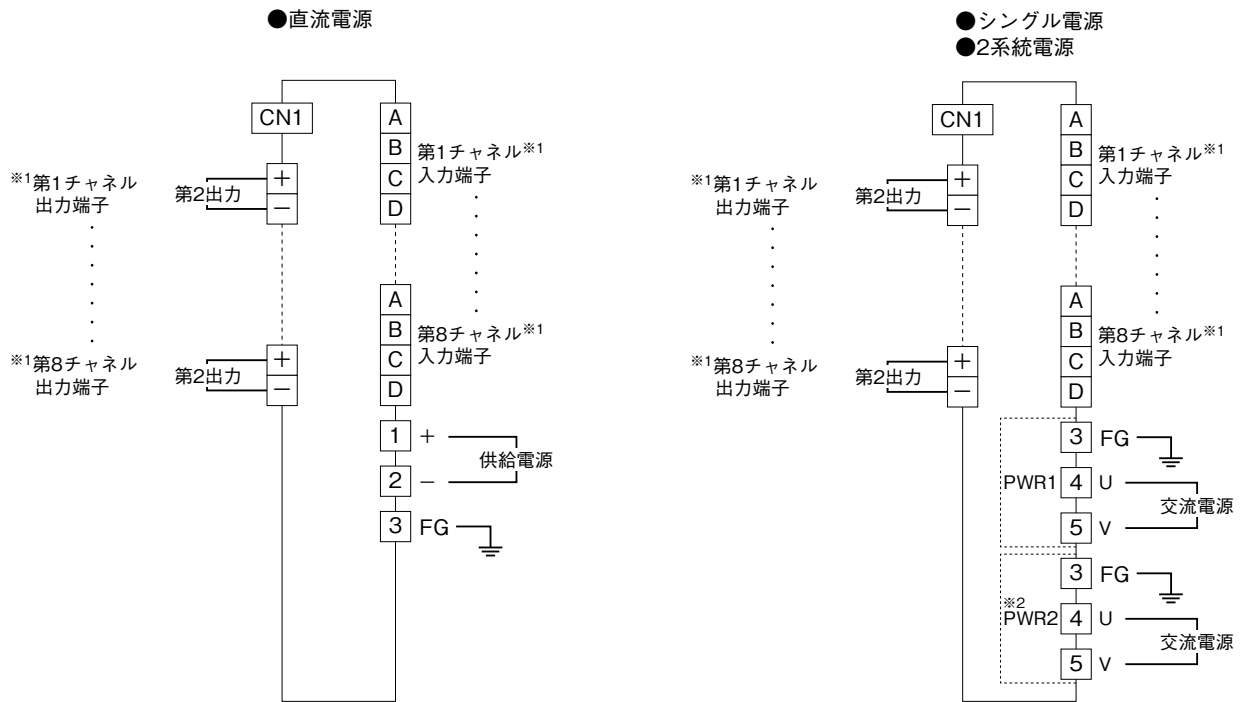 ●直流電源
CN1
A
B
C
D
第1チャネル※1
入力端子
※1第1チャネル
出力端子
第2出力
+
−
A
B
C
D
第8チャネル※1
入力端子
※1第8チャネル
出力端子
第2出力
+
−
1 +
2 −
供給電源
3 FG
●シングル電源
●2系統電源
CN1
A
B
C
D
第1チャネル※1
入力端子
※1第1チャネル
出力端子
第2出力
+
−
A
B
C
D
第8チャネル※1
入力端子
※1第8チャネル
出力端子
第2出力
+
−
PWR1
3 FG
4 U
5 V
交流電源
※2
PWR2
3 FG
4 U
5 V
交流電源